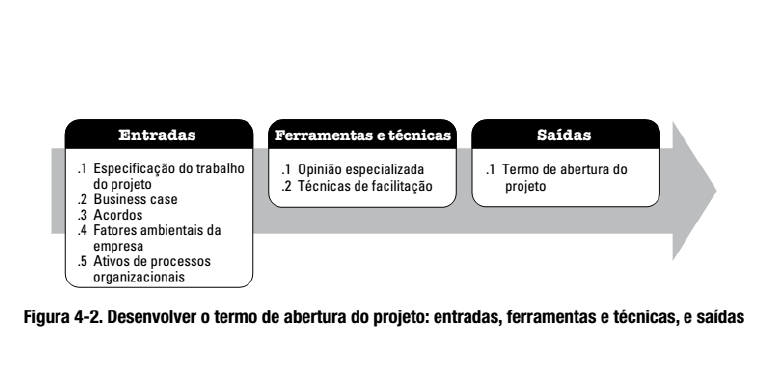 Entradas
.1 Especificação do trabalho
do projeto
.2 Business case
.3 Acordos
.4 Fatores ambientais da
empresa
.5 Ativos de processos
organizacionais
Ferramentas e técnicas
.1 Opinião especializada
.2 Técnicas de facilitação
Saídas
.1 Termo de abertura do
projeto
Figura 4-2. Desenvolver o termo de abertura do projeto: entradas, ferramentas e técnicas, e saídas